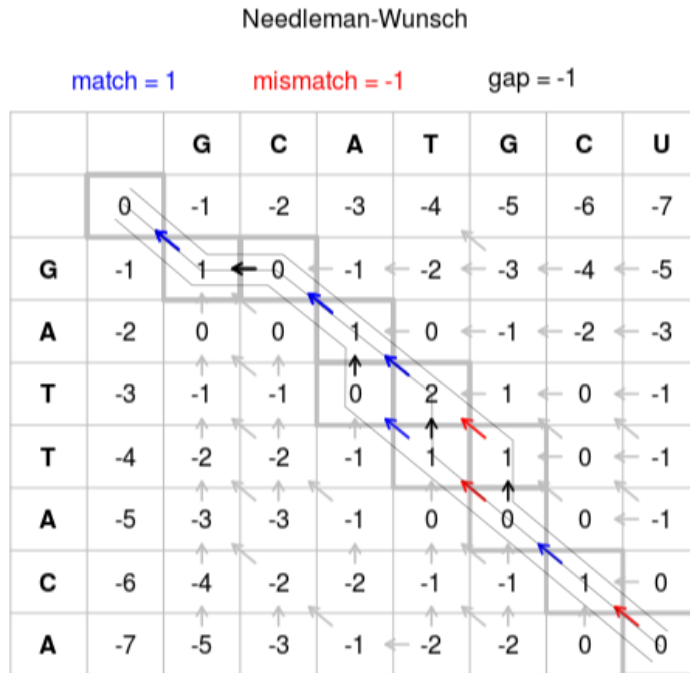 Needleman-Wunsch
match = 1 mismatch = -1 gap = -1
G C A T G C U
0 -1 -2 -3 -4 -5 -6 -7
G -1 1 0 -1 -2 -3 -4 -5
A -2 0 0 1 0 -1 -2 -3
T -3 -1 -1 0 2 1 0 -1
T -4 -2 -2 -1 1 1 0 -1
A -5 -3 -3 -1 0 0 0 -1
C -6 -4 -2 -2 -1 -1 1 0
A -7 -5 -3 -1 -2 -2 0 0